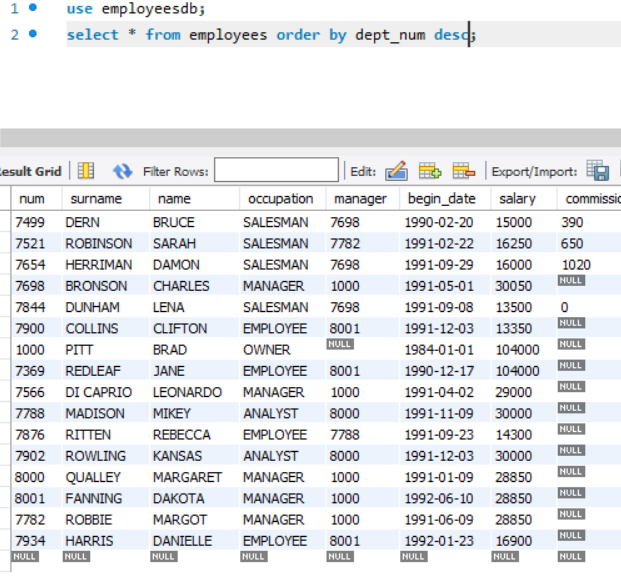 1 use employeesdb;
2 select * from employees order by dept_num desc;
esult Grid Filter Rows: Edit: Export/Import:
num surname name occupation manager begin_date salary commissio
7499 DERN BRUCE SALESMAN 7698 1990-02-20 15000 390
7521 ROBINSON SARAH SALESMAN 7782 1991-02-22 16250 650
7654 HERRIMAN DAMON SALESMAN 7698 1991-09-29 16000 1020
7698 BRONSON CHARLES MANAGER 1000 1991-05-01 30050 NULL
7844 DUNHAM LENA SALESMAN 7698 1991-09-08 13500 0
7900 COLLINS CLIFTON EMPLOYEE 8001 1991-12-03 13350 NULL
1000 PITT BRAD OWNER NULL 1984-01-01 104000 NULL
7369 REDLEAF JANE EMPLOYEE 8001 1990-12-17 104000 NULL
7566 DI CAPRIO LEONARDO MANAGER 1000 1991-04-02 29000 NULL
7788 MADISON MIKEY ANALYST 8000 1991-11-09 30000 NULL
7876 RITTEN REBECCA EMPLOYEE 7788 1991-09-23 14300 NULL
7902 ROWLING KANSAS ANALYST 8000 1991-12-03 30000 NULL
8000 QUALLEY MARGARET MANAGER 1000 1991-01-09 28850 NULL
8001 FANNING DAKOTA MANAGER 1000 1992-06-10 28850 NULL
7782 ROBBIE MARGOT MANAGER 1000 1991-06-09 28850 NULL
7934 HARRIS DANIELLE EMPLOYEE 8001 1992-01-23 16900 NULL
NULL NULL NULL NULL NULL NULL NULL NULL